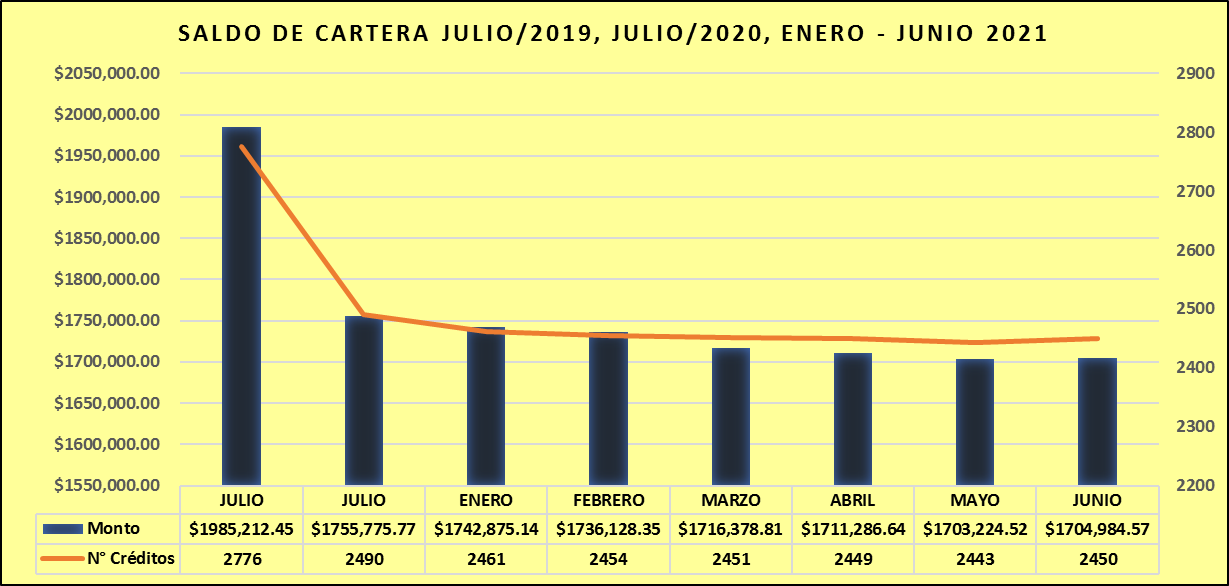 SALDO DE CARTERA JULIO/2019, JULIO/2020, ENERO - JUNIO 2021
$2050,000.00 2900
$2000,000.00 2800
$1950,000.00 2700
$1900,000.00 2600
$1850,000.00 2500
$1800,000.00 2400
$1750,000.00 2300
$1700,000.00 2200
$1650,000.00
$1600,000.00
$1550,000.00
JULIO JULIO ENERO FEBRERO MARZO ABRIL MAYO JUNIO
Monto $1985,212.45 $1755,775.77 $1742,875.14 $1736,128.35 $1716,378.81 $1711,286.64 $1703,224.52 $1704,984.57
N° Créditos 2776 2490 2461 2454 2451 2449 2443 2450